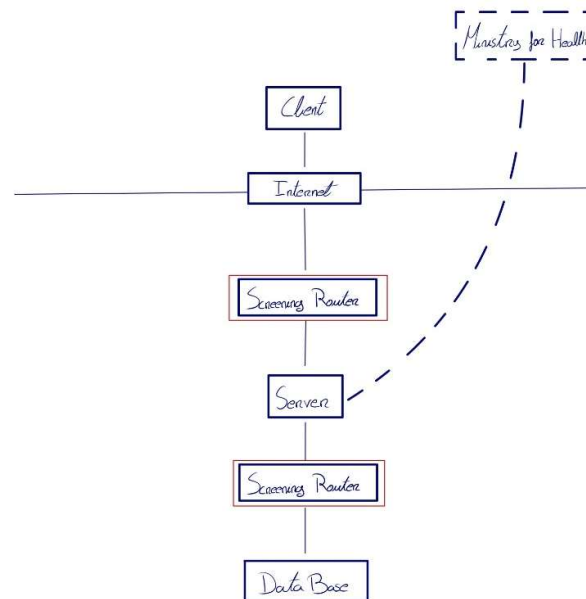 Ministry for Health
Client
Internet
Screening Router
Server
Screening Router
Data Base